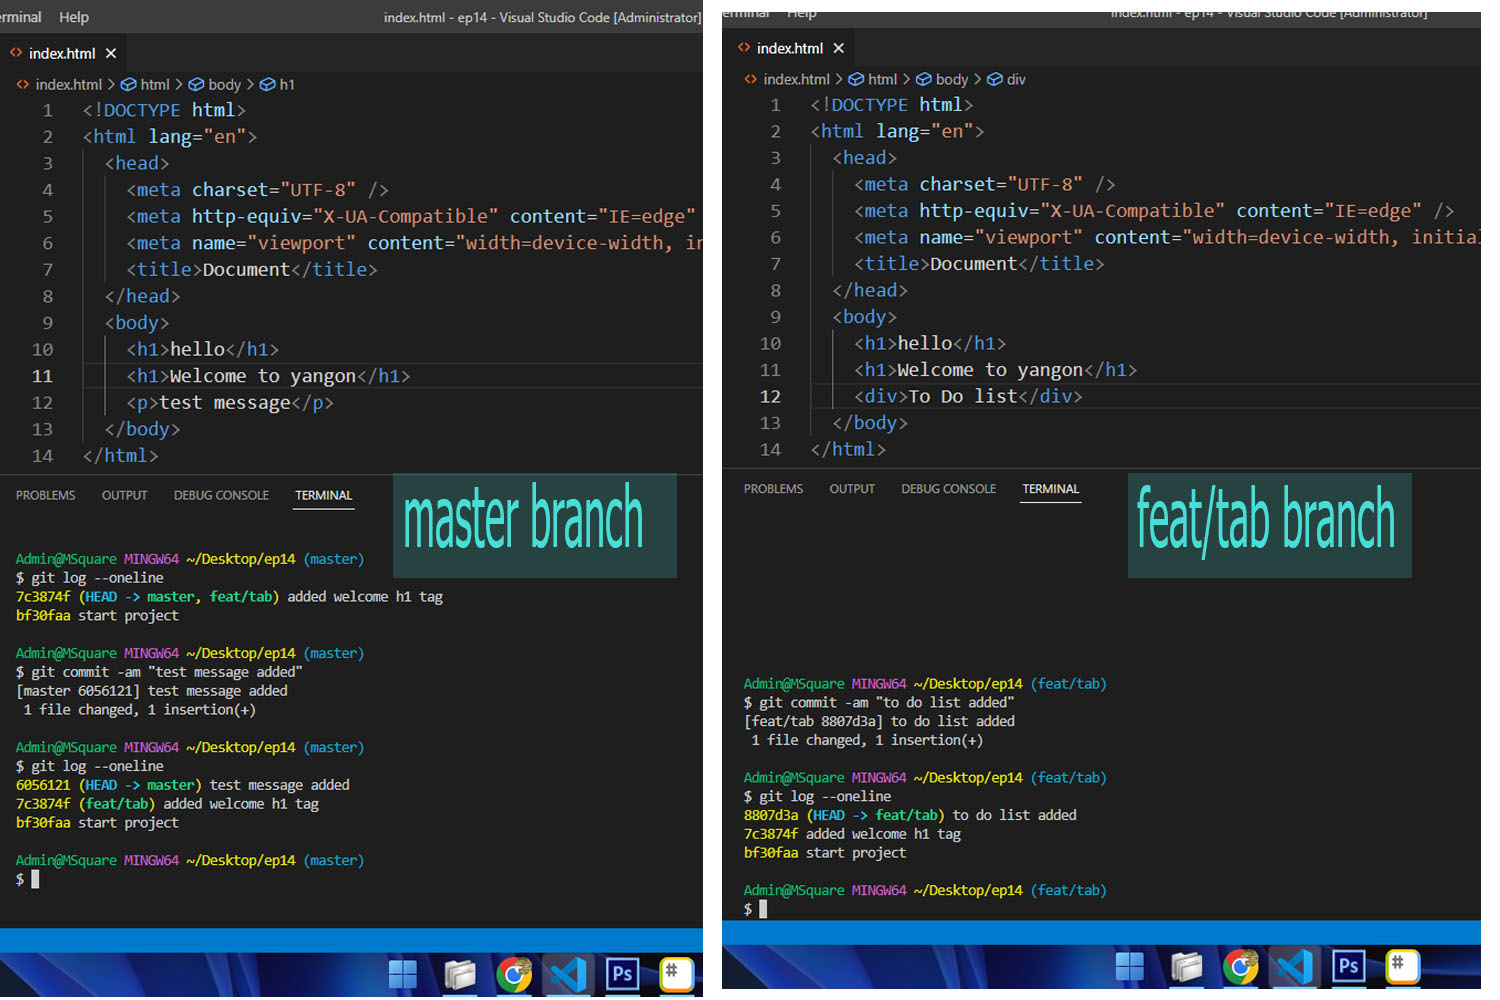 erminal Help index.html - ep14 - Visual Studio Code [Administrator]
index.html
index.html > html > body > h1
1 <!DOCTYPE html>
2 <html lang="en">
3 <head>
4 <meta charset="UTF-8" />
5 <meta http-equiv="X-UA-Compatible" content="IE=edge"
6 <meta name="viewport" content="width=device-width, in
7 <title>Document</title>
8 </head>
9 <body>
10 <h1>hello</h1>
11 <h1>Welcome to yangon</h1>
12 <p>test message</p>
13 </body>
14 </html>
PROBLEMS OUTPUT DEBUG CONSOLE TERMINAL
master branch
Admin@MSquare MINGW64 ~/Desktop/ep14 (master)
$ git log --oneline
7c3874f (HEAD -> master, feat/tab) added welcome h1 tag
bf30faa start project
Admin@MSquare MINGW64 ~/Desktop/ep14 (master)
$ git commit -am "test message added"
[master 6056121] test message added
1 file changed, 1 insertion(+)
Admin@MSquare MINGW64 ~/Desktop/ep14 (master)
$ git log --oneline
6056121 (HEAD -> master) test message added
7c3874f (feat/tab) added welcome h1 tag
bf30faa start project
Admin@MSquare MINGW64 ~/Desktop/ep14 (master)
$
Ps
#
erminal Help index.html - ep14 - Visual Studio Code [Administrator]
index.html
index.html > html > body > div
1 <!DOCTYPE html>
2 <html lang="en">
3 <head>
4 <meta charset="UTF-8" />
5 <meta http-equiv="X-UA-Compatible" content="IE=edge" />
6 <meta name="viewport" content="width=device-width, initial
7 <title>Document</title>
8 </head>
9 <body>
10 <h1>hello</h1>
11 <h1>Welcome to yangon</h1>
12 <div>To Do list</div>
13 </body>
14 </html>
PROBLEMS OUTPUT DEBUG CONSOLE TERMINAL
feat/tab branch
Admin@MSquare MINGW64 ~/Desktop/ep14 (feat/tab)
$ git commit -am "to do list added"
[feat/tab 8807d3a] to do list added
1 file changed, 1 insertion(+)
Admin@MSquare MINGW64 ~/Desktop/ep14 (feat/tab)
$ git log --oneline
8807d3a (HEAD -> feat/tab) to do list added
7c3874f added welcome h1 tag
bf30faa start project
Admin@MSquare MINGW64 ~/Desktop/ep14 (feat/tab)
$
Ps
#